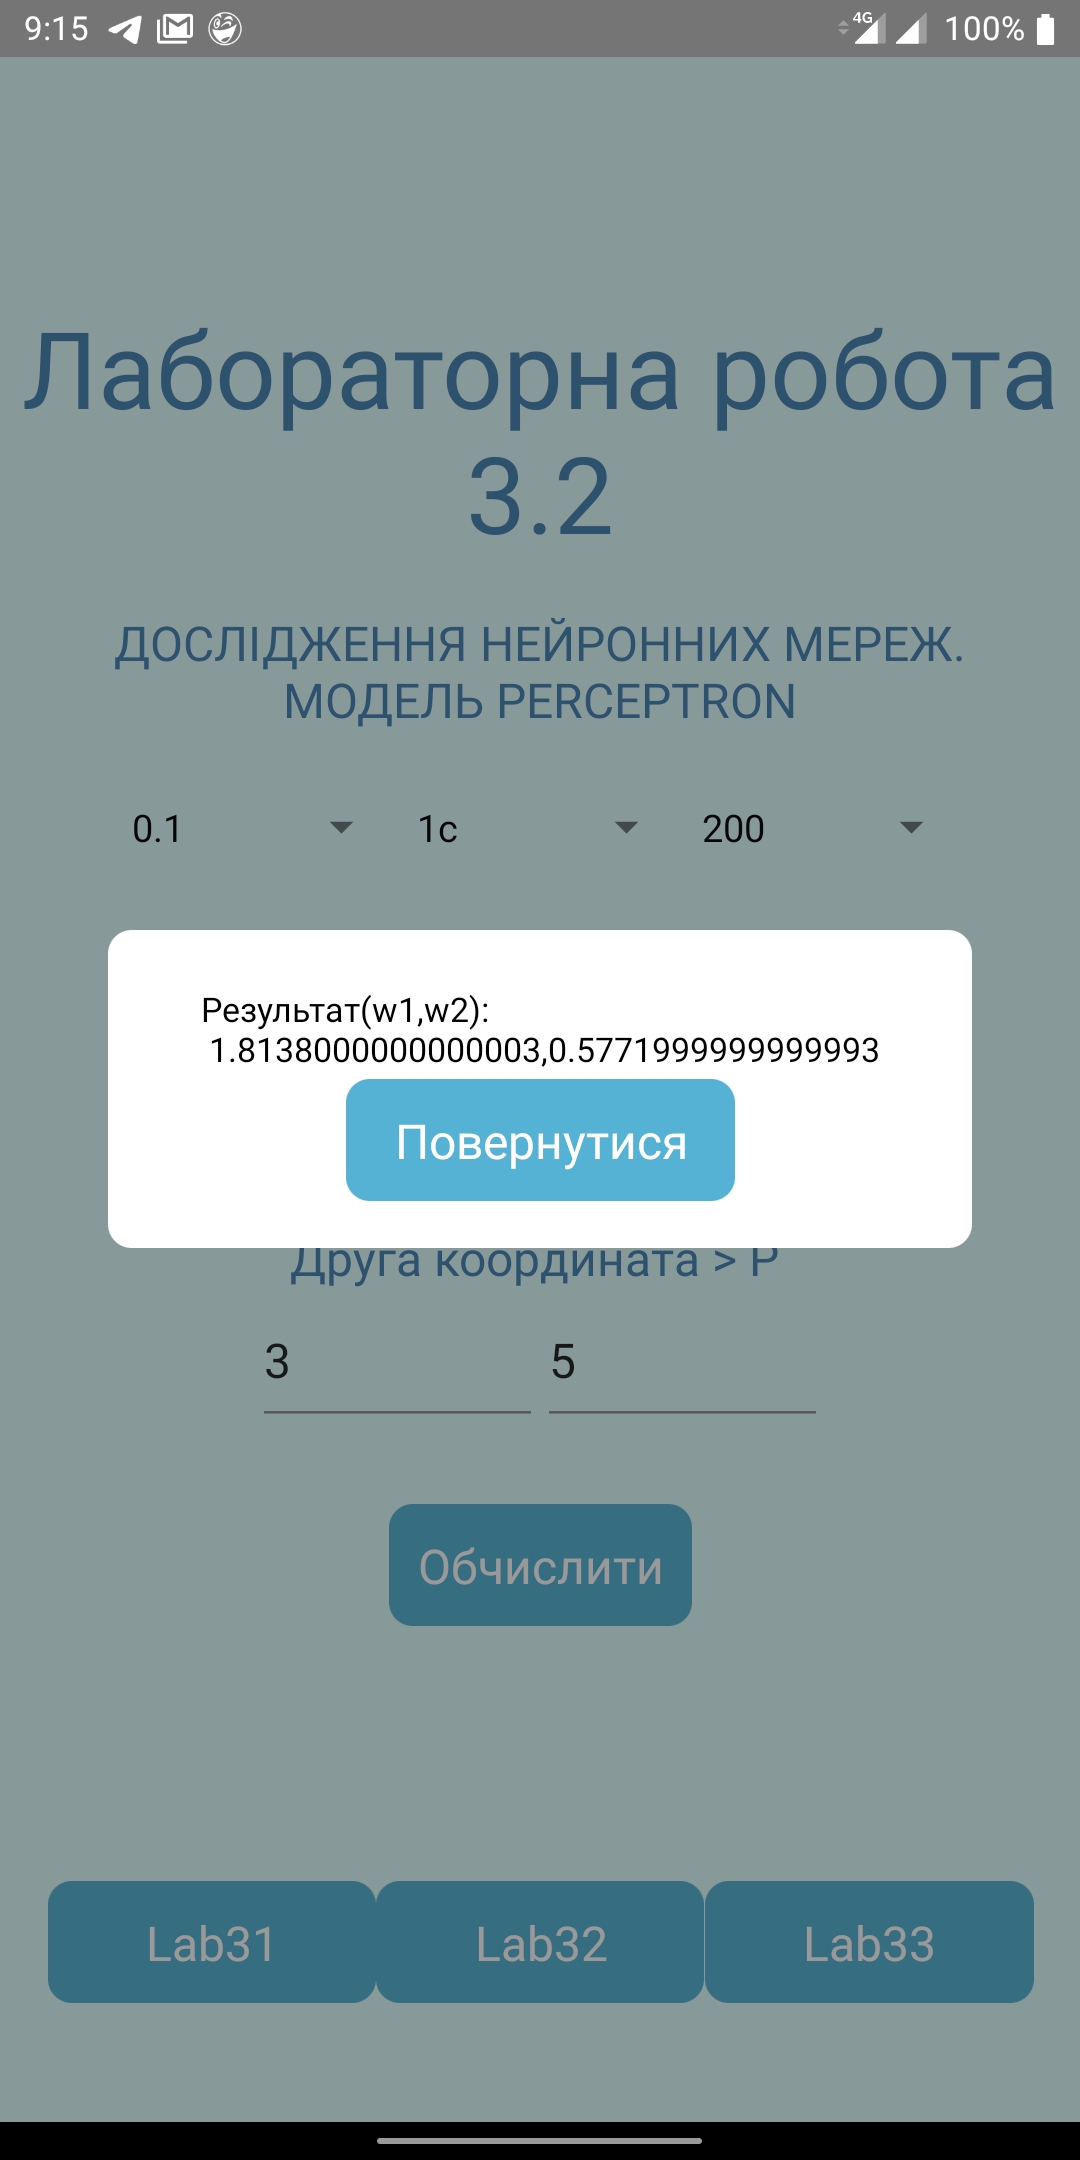 9:15 4G 100%
Лабораторна робота
3.2
ДОСЛІДЖЕННЯ НЕЙРОННИХ МЕРЕЖ.
МОДЕЛЬ PERCEPTRON
0.1 1с 200
Результат(w1,w2):
1.8138000000000003,0.5771999999999993
Повернутися
Друга координата > P
3 5
Обчислити
Lab31 Lab32 Lab33